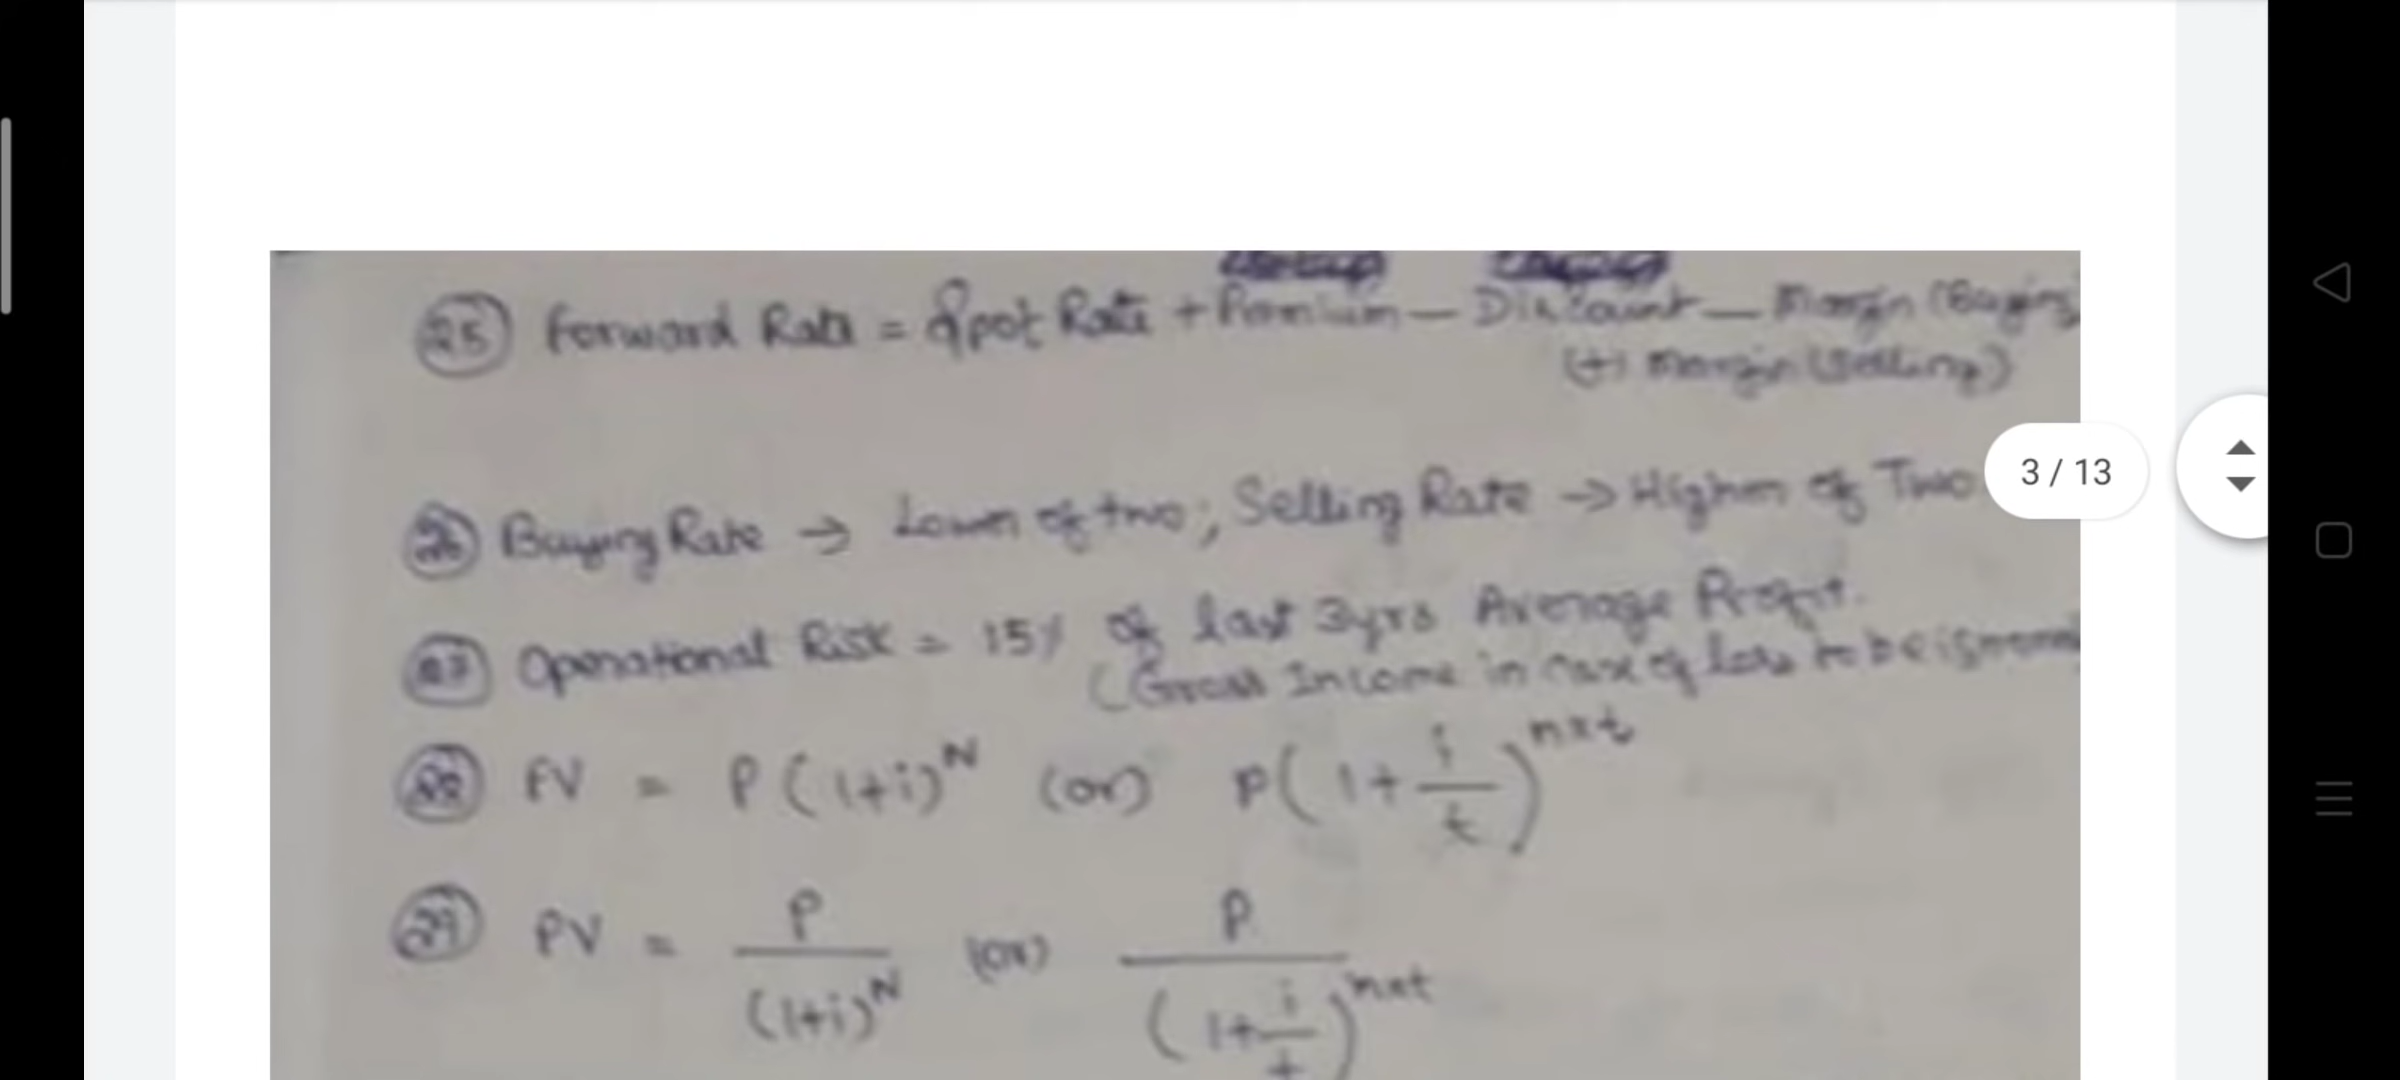 25 Forward Rate = Spot Rate + Premium - Discount - Margin (Buying
(+) Margin (Selling)
26 Buying Rate → Lower of two; Selling Rate → Higher of Two
3 / 13
27 Operational Risk = 15% of last 3yrs Average Profit.
(Gross Income in case of loss to be ignored
28 FV = P(1+i)^N (or) P(1+i/t)^n×t
29 PV = P/(1+i)^N (or) P/(1+i/t)^n×t